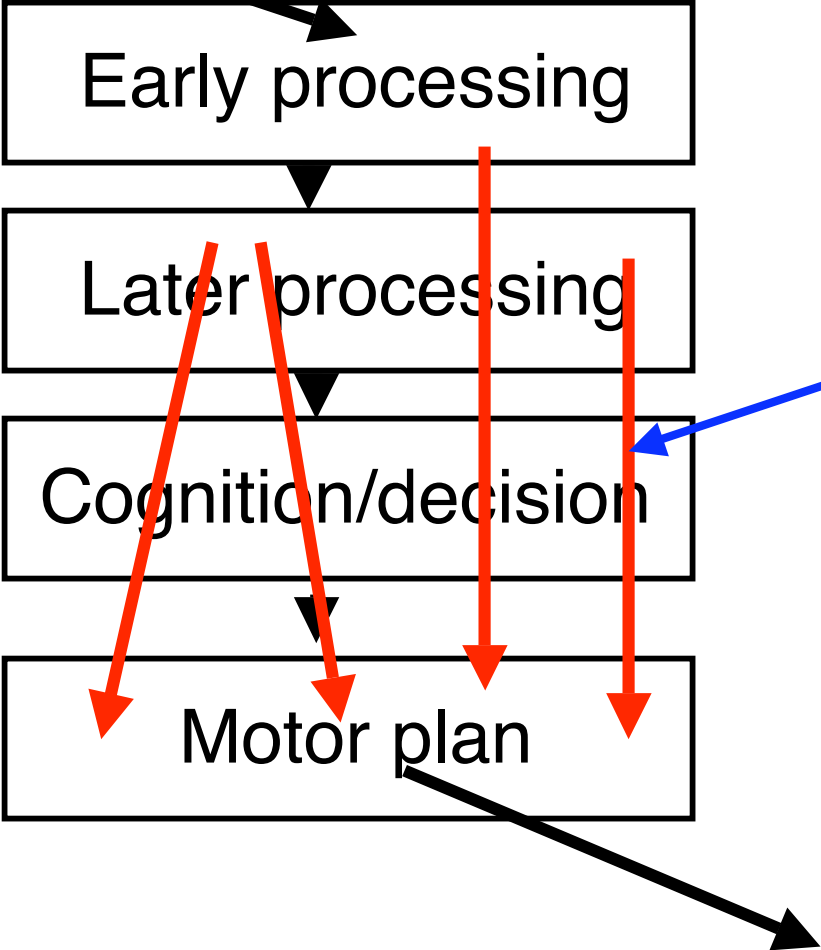 Early processing
Later processing
Cognition/decision
Motor plan